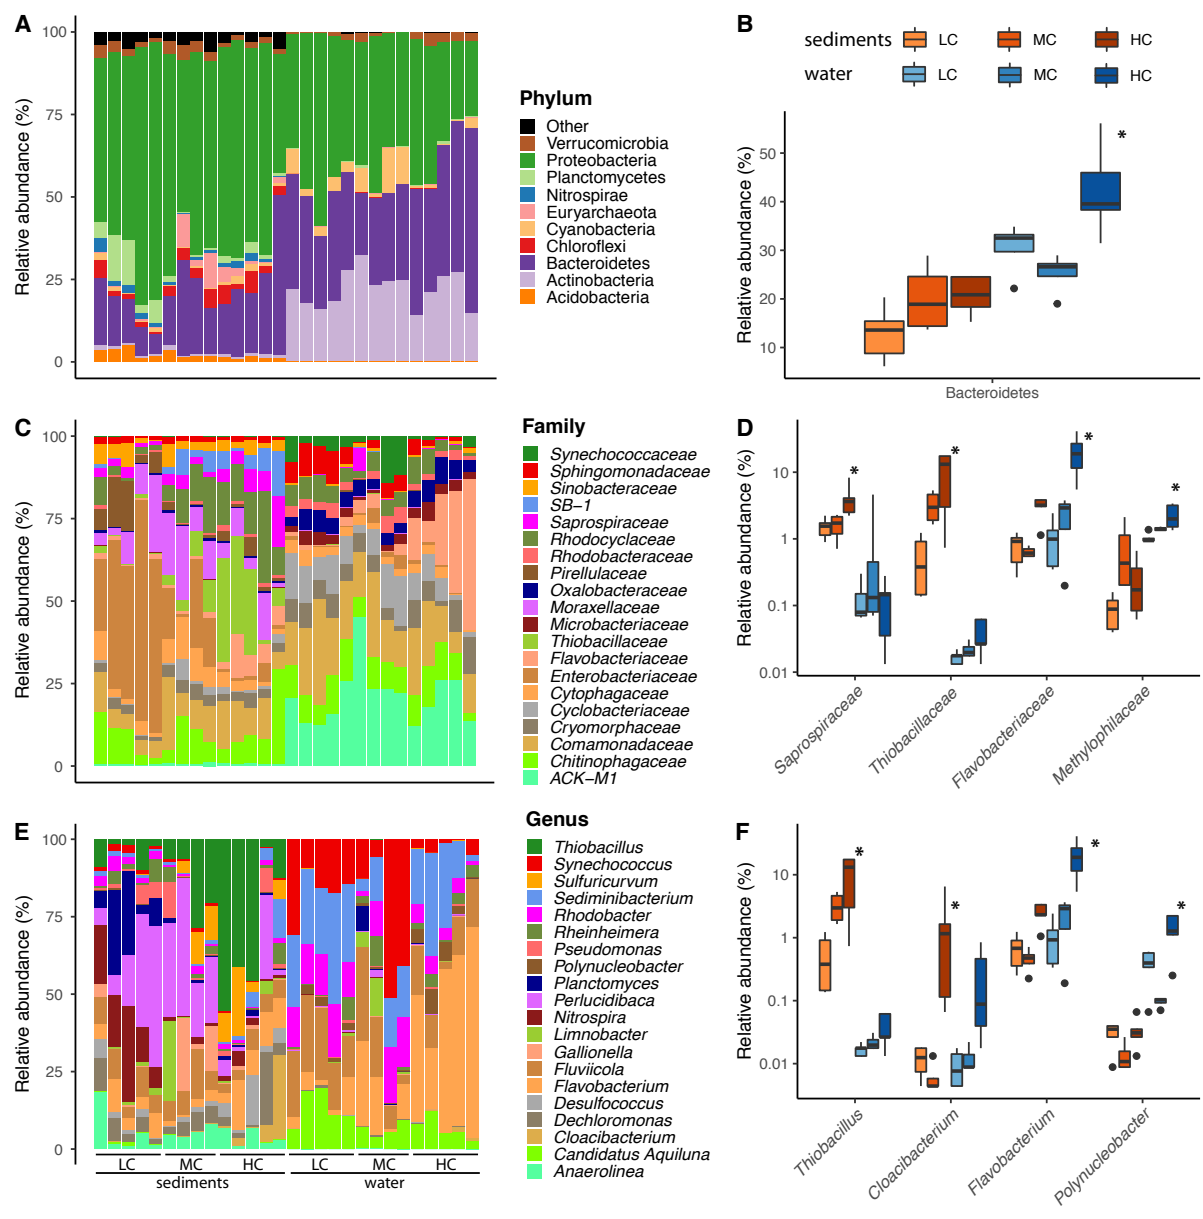 A
100
75
50
25
0
Relative abundance (%)
Phylum
Other
Verrucomicrobia
Proteobacteria
Planctomycetes
Nitrospirae
Euryarchaeota
Cyanobacteria
Chloroflexi
Bacteroidetes
Actinobacteria
Acidobacteria
B
sediments LC MC HC
water LC MC HC
50
40
30
20
10
Relative abundance (%)
*
Bacteroidetes
C
100
75
50
25
0
Relative abundance (%)
Family
Synechococcaceae
Sphingomonadaceae
Sinobacteraceae
SB−1
Saprospiraceae
Rhodocyclaceae
Rhodobacteraceae
Pirellulaceae
Oxalobacteraceae
Moraxellaceae
Microbacteriaceae
Thiobacillaceae
Flavobacteriaceae
Enterobacteriaceae
Cytophagaceae
Cyclobacteriaceae
Cryomorphaceae
Comamonadaceae
Chitinophagaceae
ACK−M1
D
10
1
0.1
0.01
Relative abundance (%)
* * * *
Saprospiraceae
Thiobacillaceae
Flavobacteriaceae
Methylophilaceae
E
100
75
50
25
0
Relative abundance (%)
LC MC HC LC MC HC
sediments water
Genus
Thiobacillus
Synechococcus
Sulfuricurvum
Sediminibacterium
Rhodobacter
Rheinheimera
Pseudomonas
Polynucleobacter
Planctomyces
Perlucidibaca
Nitrospira
Limnobacter
Gallionella
Fluviicola
Flavobacterium
Desulfococcus
Dechloromonas
Cloacibacterium
Candidatus Aquiluna
Anaerolinea
F
10
1
0.1
0.01
Relative abundance (%)
* * * *
Thiobacillus
Cloacibacterium
Flavobacterium
Polynucleobacter